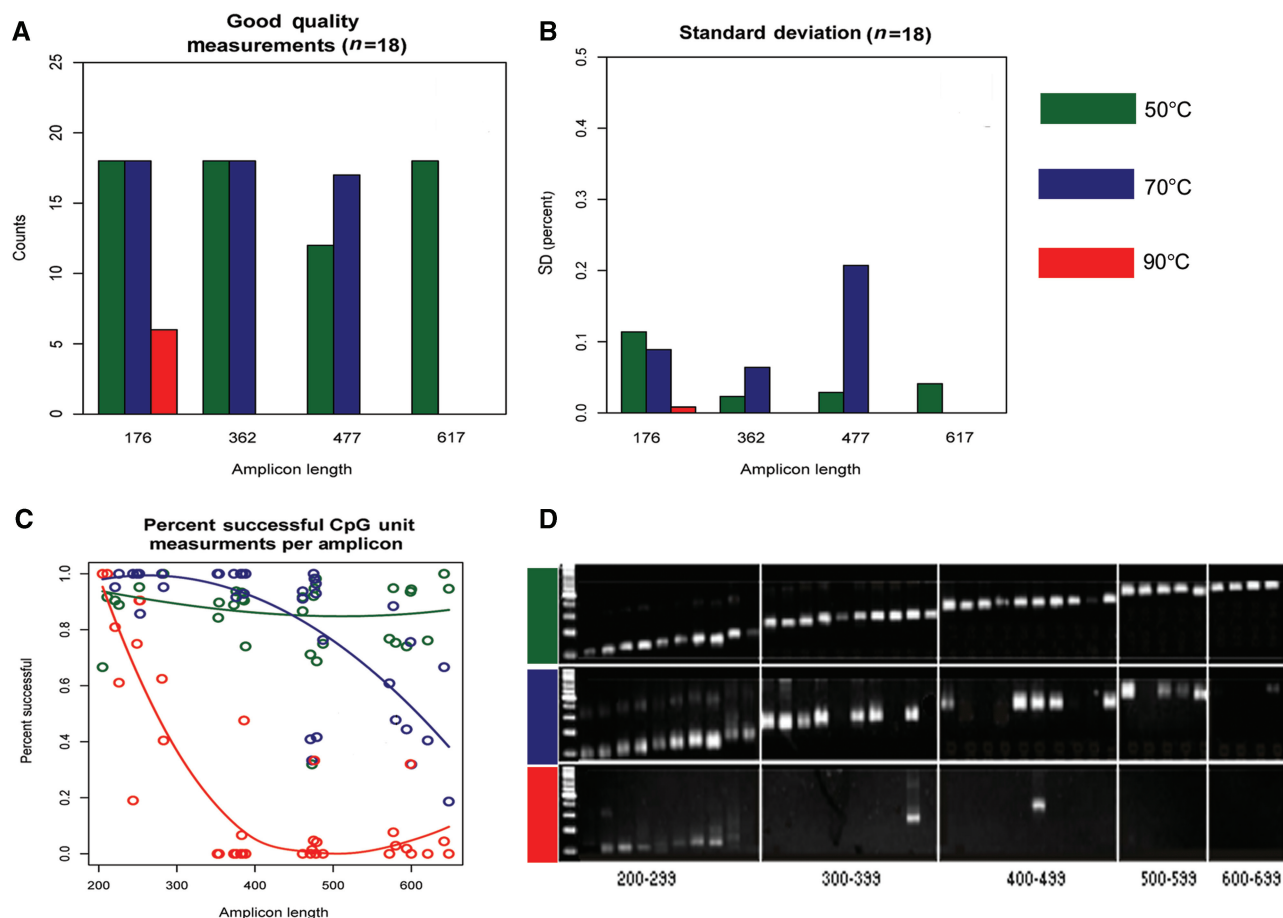 A
Good quality
measurements (n=18)
25
20
15
10
5
0
Counts
176 362 477 617
Amplicon length
B
Standard deviation (n=18)
0.5
0.4
0.3
0.2
0.1
0.0
SD (percent)
176 362 477 617
Amplicon length
50°C
70°C
90°C
C
Percent successful CpG unit
measurments per amplicon
1.0
0.8
0.6
0.4
0.2
0.0
Percent successful
200 300 400 500 600
Amplicon length
D
200-299 300-399 400-499 500-599 600-699